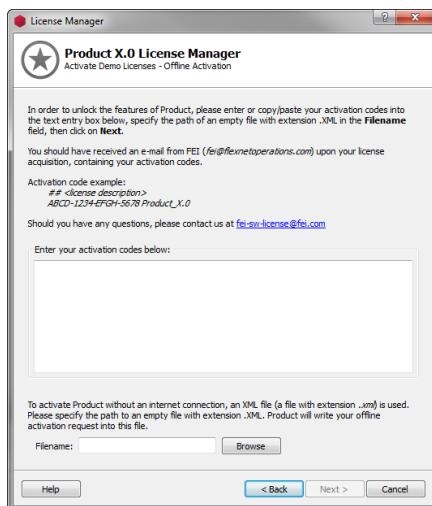 License Manager
Product X.0 License Manager
Activate Demo Licenses - Offline Activation
In order to unlock the features of Product, please enter or copy/paste your activation codes into
the text entry box below, specify the path of an empty file with extension .XML in the Filename
field, then click on Next.
You should have received an e-mail from FEI (fei@flexnetoperations.com) upon your license
acquisition, containing your activation codes.
Activation code example:
## <license description>
ABCD-1234-EFGH-5678 Product_X.0
Should you have any questions, please contact us at fei-sw-license@fei.com
Enter your activation codes below:
To activate Product without an internet connection, an XML file (a file with extension .xml) is used.
Please specify the path to an empty file with extension .XML. Product will write your offline
activation request into this file.
Filename: Browse
Help < Back Next > Cancel